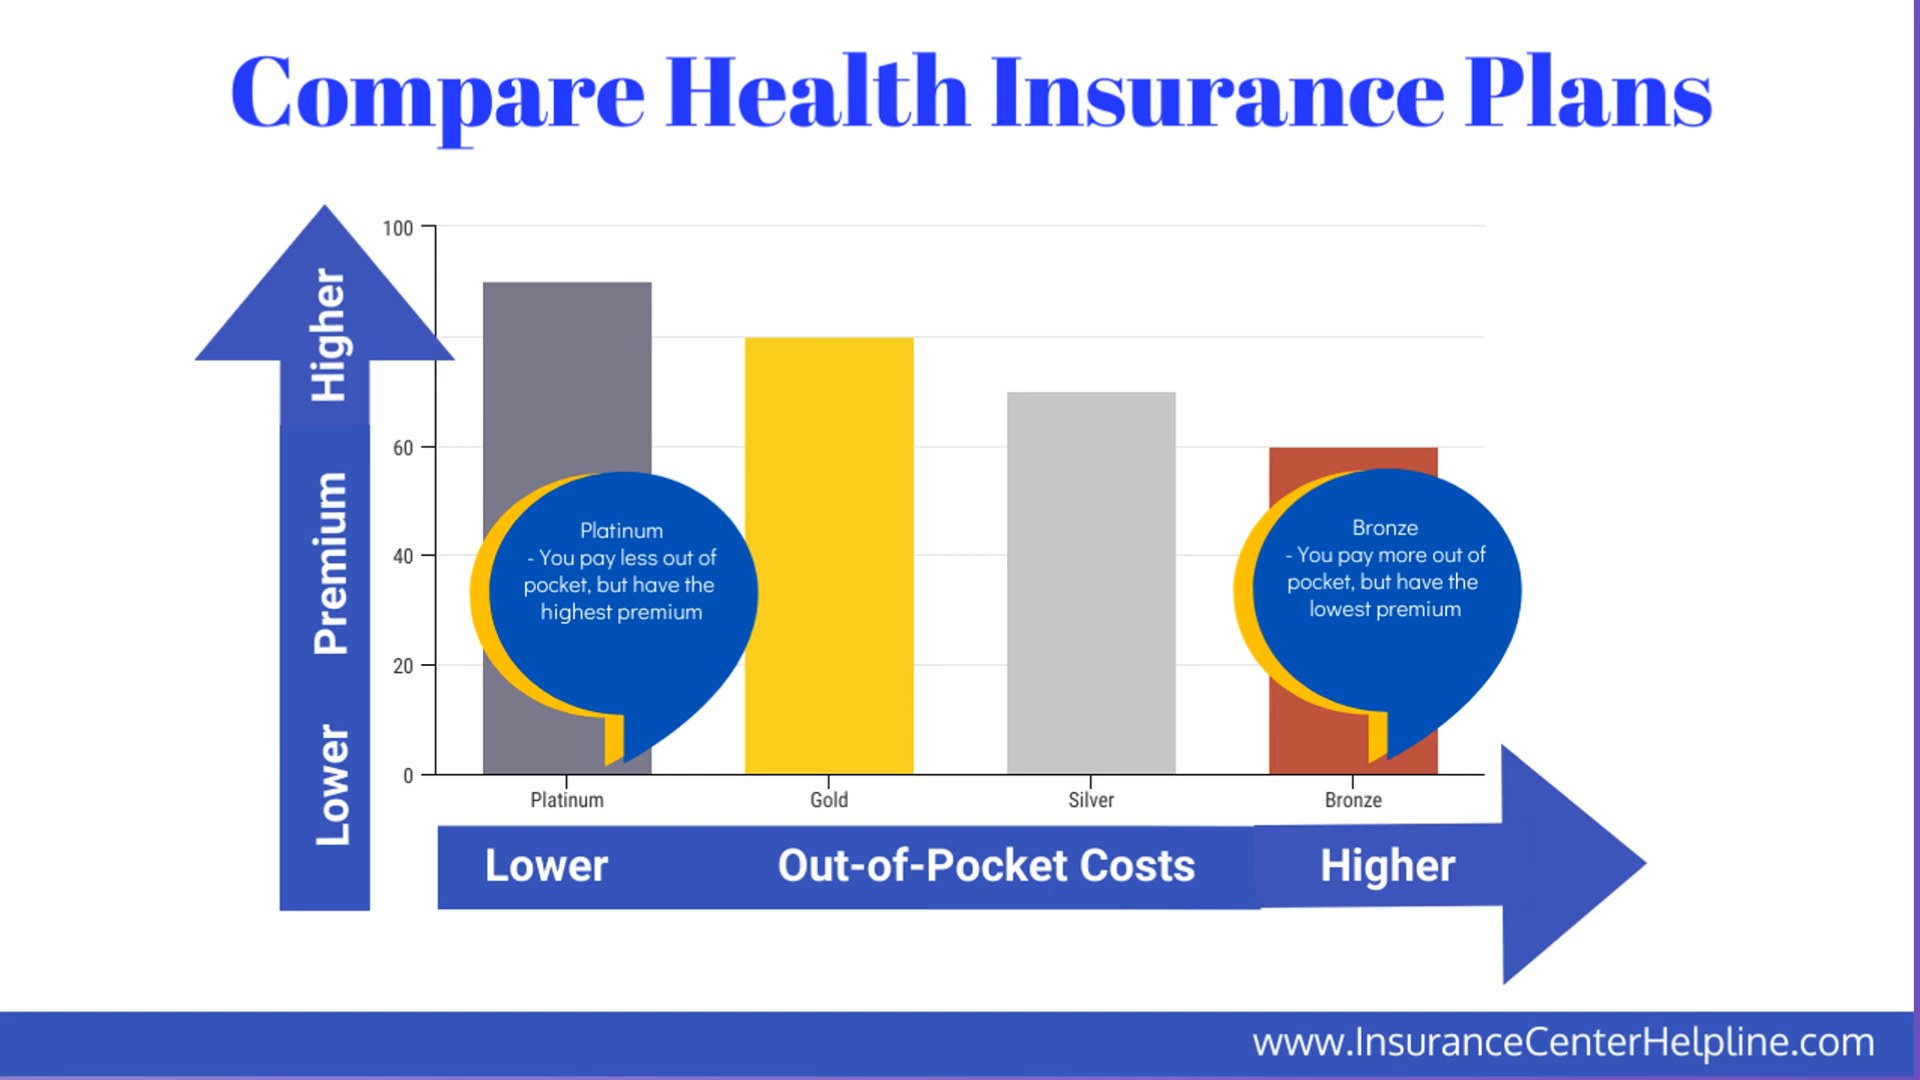 Compare Health Insurance Plans
Higher
Premium
Lower
100
60
40
20
0
Platinum
- You pay less out of
pocket, but have the
highest premium
Bronze
- You pay more out of
pocket, but have the
lowest premium
Platinum
Gold
Silver
Bronze
Lower Out-of-Pocket Costs Higher
www.InsuranceCenterHelpline.com